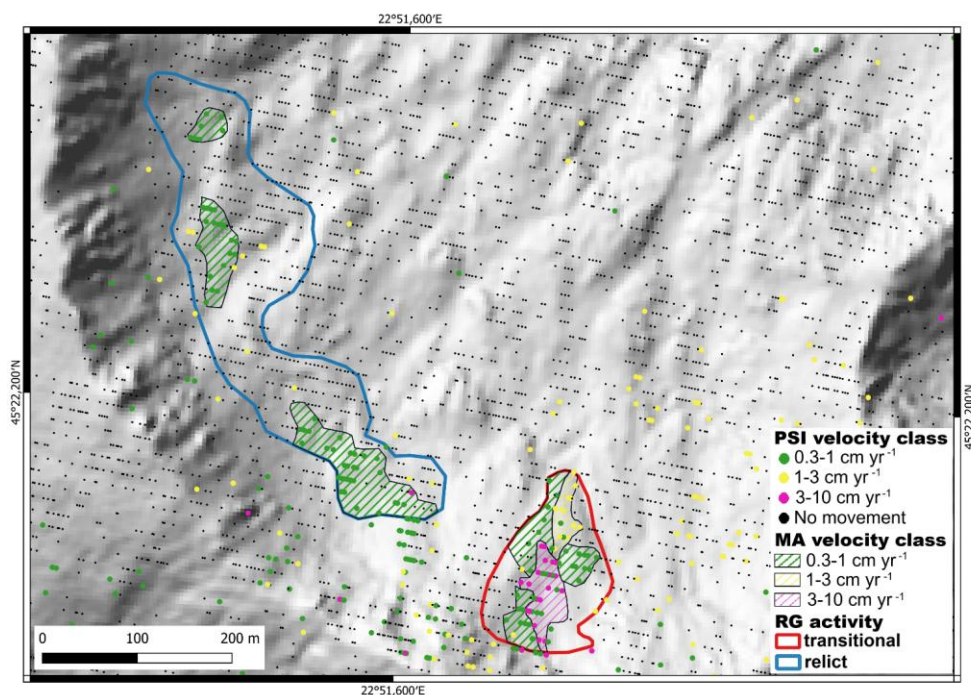 22°51,600'E
45°22,200'N
45°22,200'N
PSI velocity class
0.3-1 cm yr⁻¹
1-3 cm yr⁻¹
3-10 cm yr⁻¹
No movement
MA velocity class
0.3-1 cm yr⁻¹
1-3 cm yr⁻¹
3-10 cm yr⁻¹
RG activity
transitional
relict
0 100 200 m
22°51,600'E